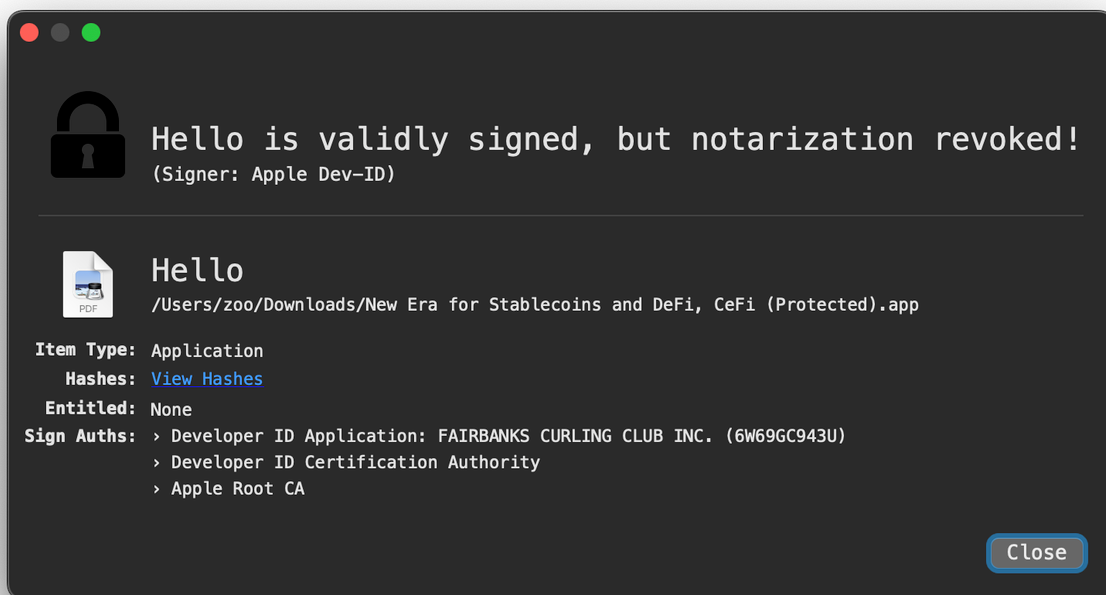 Hello is validly signed, but notarization revoked!
(Signer: Apple Dev-ID)
Hello
/Users/zoo/Downloads/New Era for Stablecoins and DeFi, CeFi (Protected).app
PDF
Item Type: Application
Hashes: View Hashes
Entitled: None
Sign Auths: › Developer ID Application: FAIRBANKS CURLING CLUB INC. (6W69GC943U)
› Developer ID Certification Authority
› Apple Root CA
Close